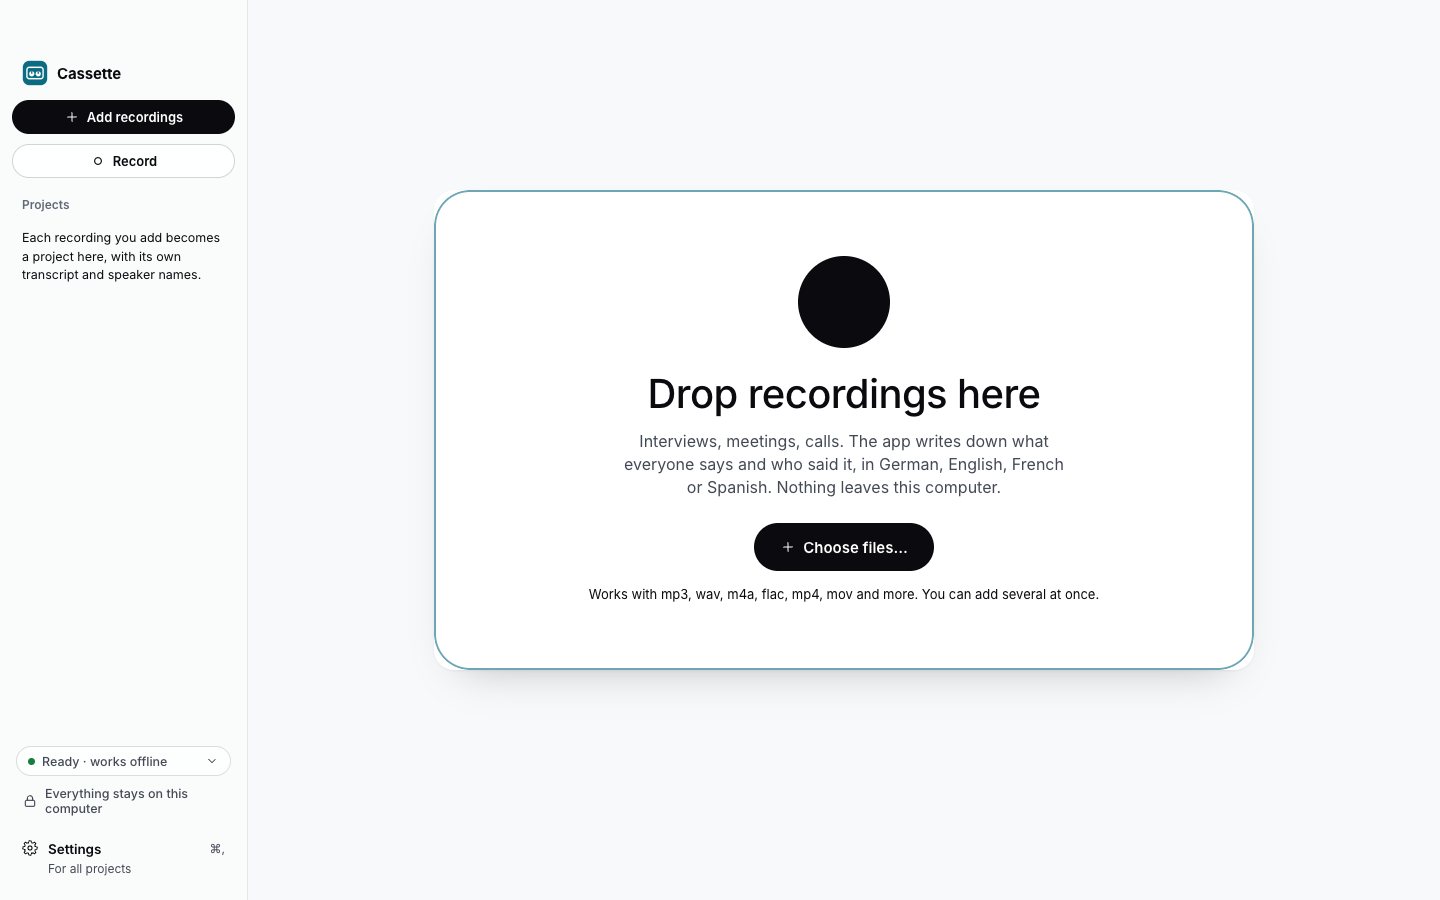 Cassette
Add recordings
Record
Projects
Each recording you add becomes
a project here, with its own
transcript and speaker names.
Drop recordings here
Interviews, meetings, calls. The app writes down what
everyone says and who said it, in German, English, French
or Spanish. Nothing leaves this computer.
Choose files…
Works with mp3, wav, m4a, flac, mp4, mov and more. You can add several at once.
Ready · works offline
Everything stays on this
computer
Settings ⌘,
For all projects